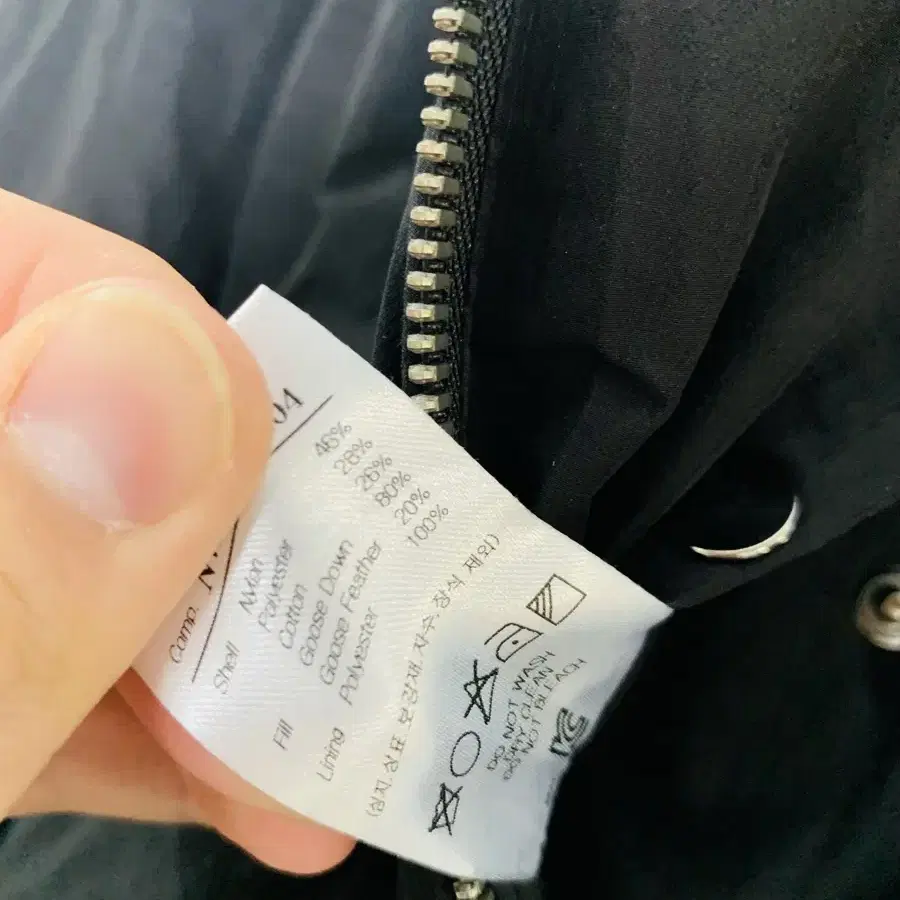 04
Comp.
Shell Nylon 46%
Polyester 28%
Cotton 26%
Fill Goose Down 80%
Goose Feather 20%
Lining Polyester 100%
(심지.상표.보강재.자수.장식 제외)
DO NOT WASH
DRY CLEAN
DO NOT BLEACH